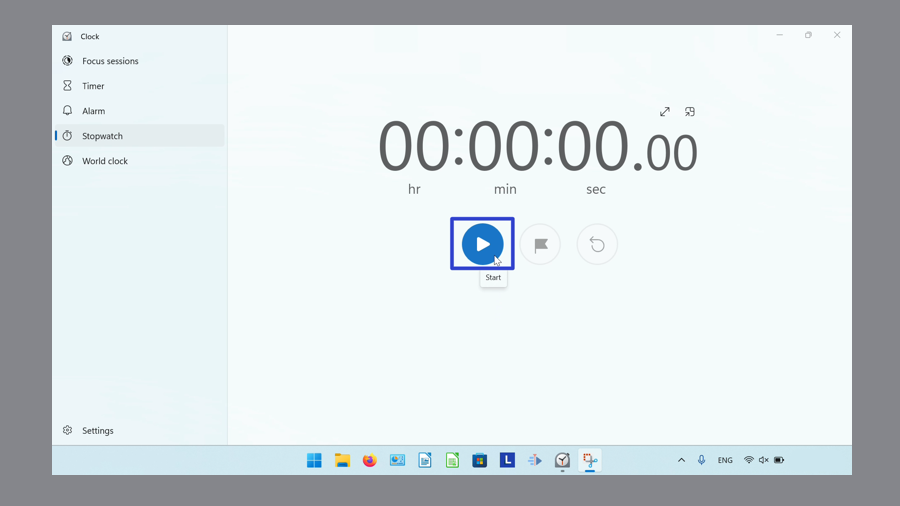 Clock
Focus sessions
Timer
Alarm
Stopwatch
World clock
00:00:00.00
hr min sec
Start
Settings
L
ENG